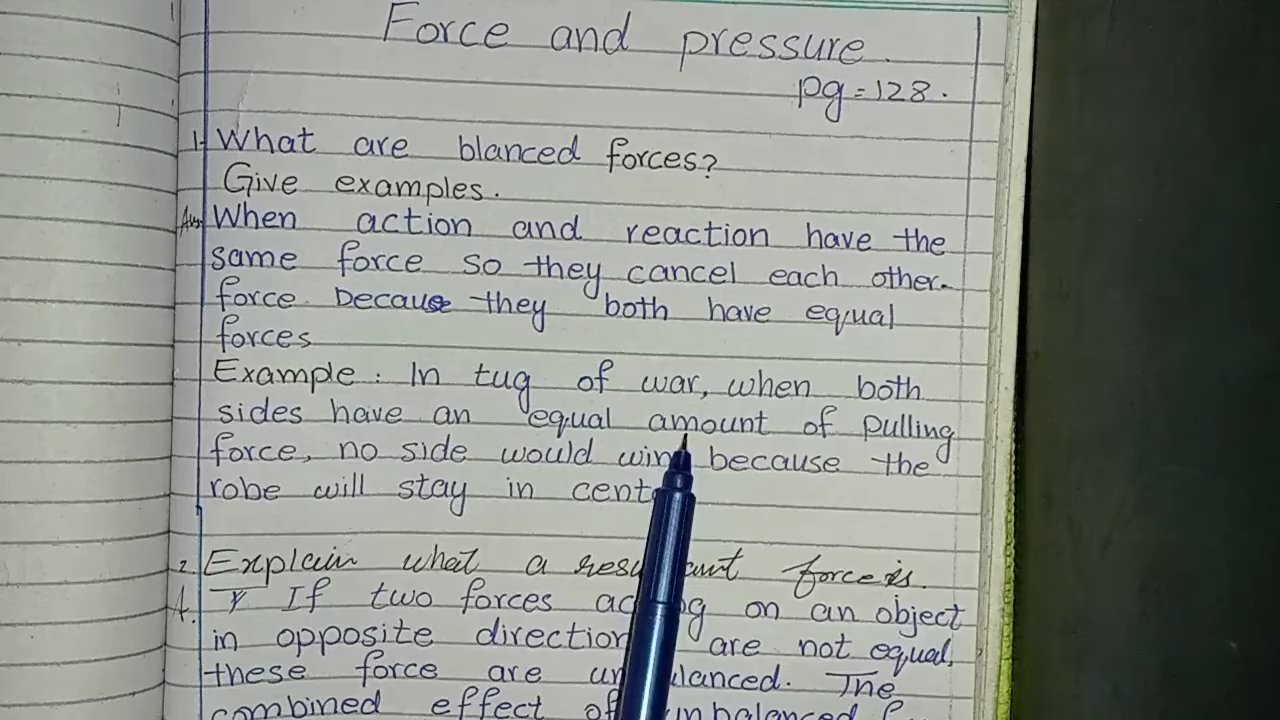 Force and pressure.
pg = 128.
1. What are blanced forces?
Give examples.
Ans When action and reaction have the
same force so they cancel each other.
force because they both have equal
forces
Example : In tug of war, when both
sides have an equal amount of pulling
force, no side would win because the
robe will stay in cent
2. Explain what a force is.
A. If two forces on an object
in opposite direction are not equal,
these force are The
combined effect of